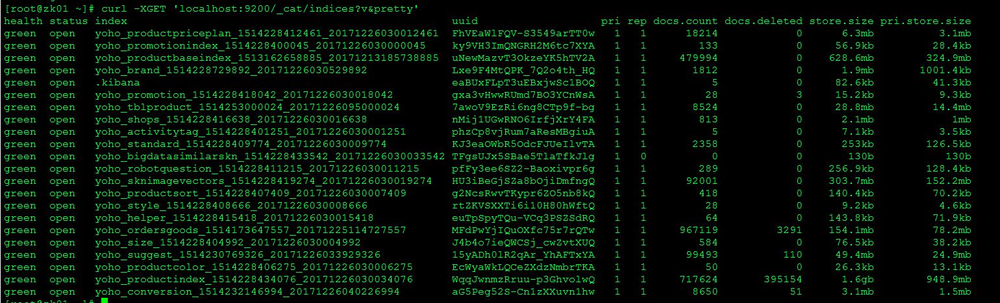 [root@zk01 ~]# curl -XGET 'localhost:9200/_cat/indices?v&pretty'
health status index uuid pri rep docs.count docs.deleted store.size pri.store.size
green open yoho_productpriceplan_1514228412461_20171226030012461 FhVEaWlFQV-S3549arTT0w 1 1 18214 0 6.3mb 3.1mb
green open yoho_promotionindex_1514228400045_20171226030000045 ky9VH3ImQNGRH2M6tc7XYA 1 1 133 0 56.9kb 28.4kb
green open yoho_productbaseindex_1513162658885_20171213185738885 uNewMazvT3OkzeYK5hTV2A 1 1 479994 0 628.6mb 324.9mb
green open yoho_brand_1514228729892_20171226030529892 Lxe9F4MtQPK_7Q2o4th_HQ 1 1 1812 0 1.9mb 1001.4kb
green open .kibana eaBUxFLpT3uEBxjwSc1BOQ 1 1 5 0 82.6kb 41.3kb
green open yoho_promotion_1514228418042_20171226030018042 gxa3vHwwRUmd7BO3YCnWsA 1 1 28 3 15.2kb 9.3kb
green open yoho_tblproduct_1514253000024_20171226095000024 7awoV9EzRi6ng8CTp9f-bg 1 1 8524 0 28.8mb 14.4mb
green open yoho_shops_1514228416638_20171226030016638 nMij1UGwRNO6IrfjXrY4FA 1 1 813 0 2.1mb 1mb
green open yoho_activitytag_1514228401251_20171226030001251 phzCp8vjRum7aResMBgiuA 1 1 5 0 7.1kb 3.5kb
green open yoho_standard_1514228409774_20171226030009774 KJ3eaOWbR5OdcFJUeIlvTA 1 1 2358 0 253kb 126.5kb
green open yoho_bigdatasimilarskn_1514228433542_20171226030033542 TFgsUJx5SBae5TlaTfkJlg 1 0 0 0 130b 130b
green open yoho_robotquestion_1514228411215_20171226030011215 pfFy3ee6SZ2-Baoxivpr6g 1 1 289 0 256.9kb 128.4kb
green open yoho_sknimagevectors_1514228419274_20171226030019274 HU3iBeGjSZa8bOjiDmfngQ 1 1 92001 0 303.7mb 152.2mb
green open yoho_productsort_1514228407409_20171226030007409 g2NcsRwvTKypr6ZO5nb8kQ 1 1 418 0 140.4kb 70.2kb
green open yoho_style_1514228408666_20171226030008666 rtZKVSXXTi6i10H80hWftQ 1 1 28 0 9.2kb 4.6kb
green open yoho_helper_1514228415418_20171226030015418 euTpSpyTQu-VCq3PSZSdRQ 1 1 64 0 143.8kb 71.9kb
green open yoho_ordersgoods_1514173647557_20171225114727557 MFdPwYjIQuOXfc75r7rQTw 1 1 967119 3291 154.1mb 78.2mb
green open yoho_size_1514228404992_20171226030004992 J4b4o7ieQWCSj_cwZvtXUQ 1 1 584 0 76.5kb 38.2kb
green open yoho_suggest_1514230769326_20171226033929326 15yADh0lR2qAr_YhAFTxYA 1 1 99493 110 49.4mb 24.9mb
green open yoho_productcolor_1514228406275_20171226030006275 EcWyaWkLQCeZXdzNmbrTKA 1 1 50 0 26.3kb 13.1kb
green open yoho_productindex_1514228434076_20171226030034076 WqqJwnmzRruu-p3GhvolwQ 1 1 717624 395154 1.6gb 948.9mb
green open yoho_conversion_1514232146994_20171226040226994 aG5Peg52S-Cn1zXXuvn1hw 1 1 8650 51 3.1mb 1.5mb
[root@zk01 ~]#